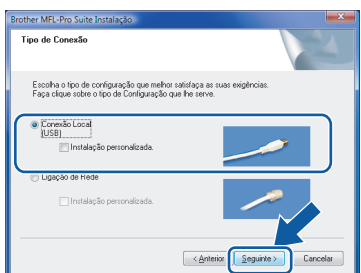 Brother MFL-Pro Suite Instalação
Tipo de Conexão
Escolha o tipo de configuração que melhor satisfaça as suas exigências.
Faça clique sobre o tipo de Configuração que lhe serve.
Conexão Local
(USB)
Instalação personalizada.
Ligação de Rede
Instalação personalizada.
< Anterior Seguinte > Cancelar